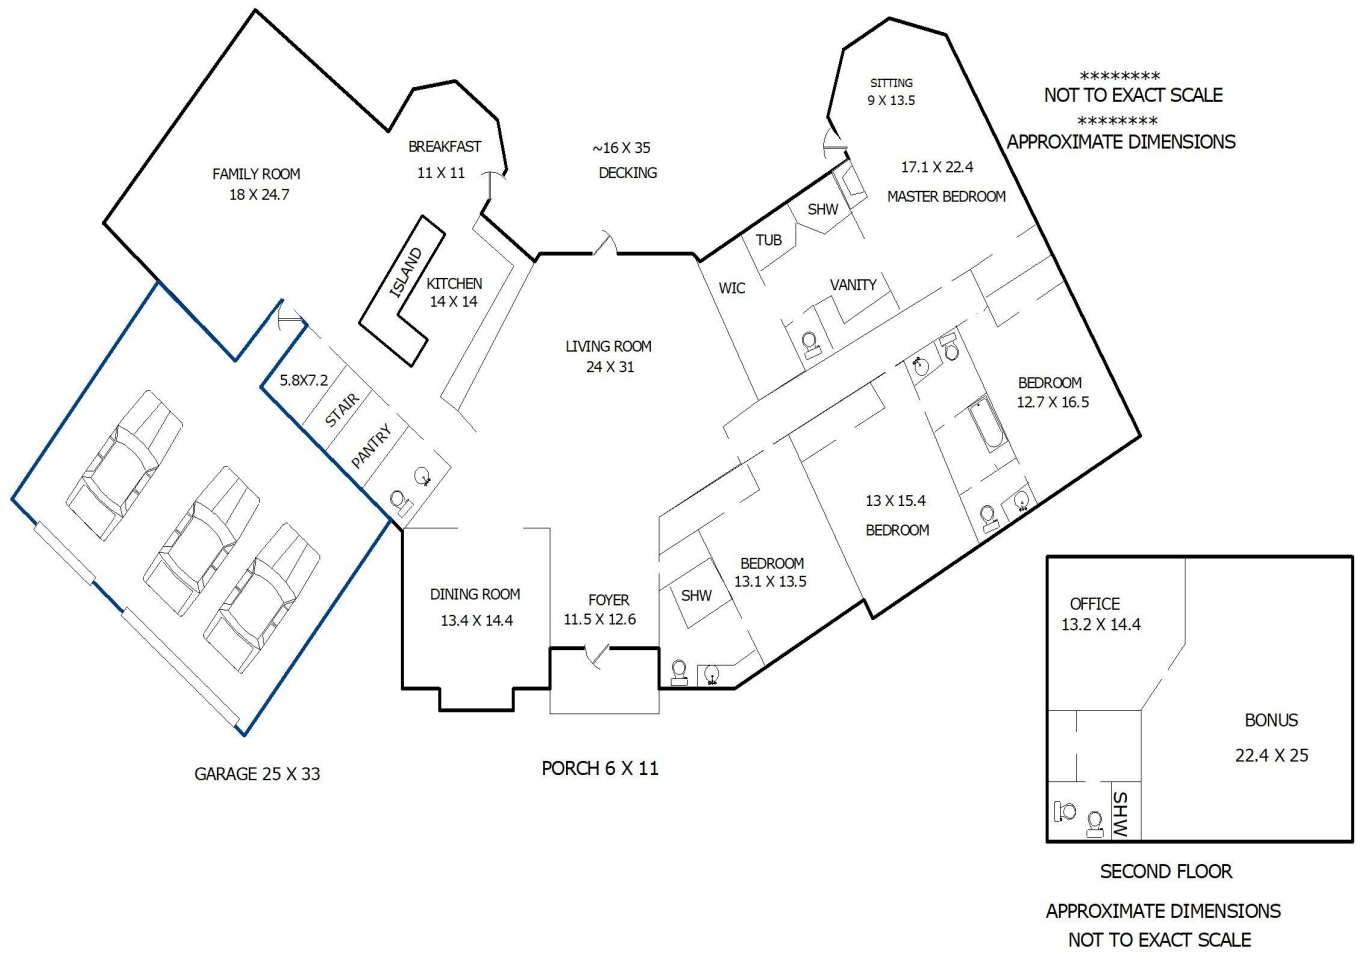 SITTING
9 X 13.5
********
NOT TO EXACT SCALE
********
APPROXIMATE DIMENSIONS
BREAKFAST
11 X 11
~16 X 35
DECKING
FAMILY ROOM
18 X 24.7
17.1 X 22.4
MASTER BEDROOM
SHW
TUB
ISLAND
KITCHEN
14 X 14
WIC
VANITY
LIVING ROOM
24 X 31
5.8X7.2
STAIR
PANTRY
BEDROOM
12.7 X 16.5
13 X 15.4
BEDROOM
BEDROOM
13.1 X 13.5
SHW
DINING ROOM
13.4 X 14.4
FOYER
11.5 X 12.6
GARAGE 25 X 33
PORCH 6 X 11
OFFICE
13.2 X 14.4
BONUS
22.4 X 25
SHW
SECOND FLOOR
APPROXIMATE DIMENSIONS
NOT TO EXACT SCALE